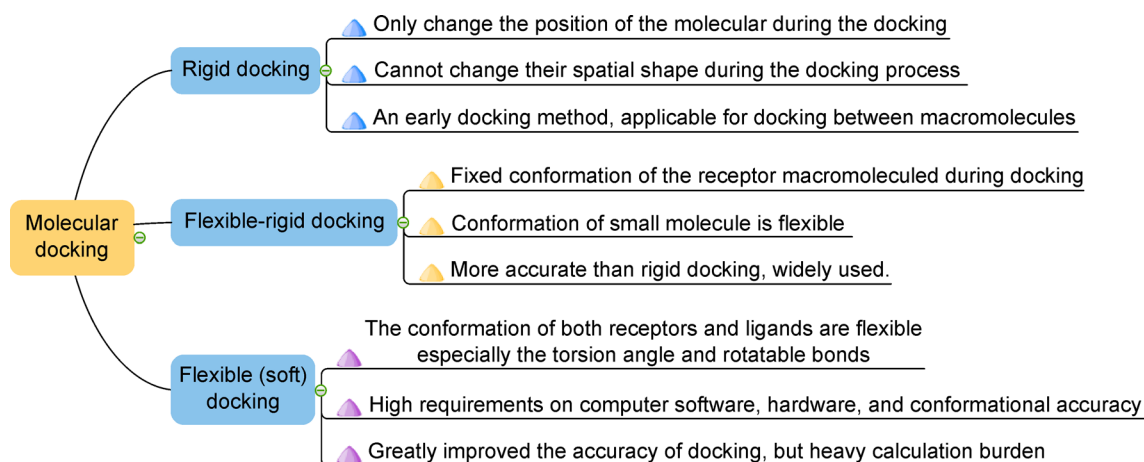 Molecular
docking
Rigid docking
Only change the position of the molecular during the docking
Cannot change their spatial shape during the docking process
An early docking method, applicable for docking between macromolecules
Flexible-rigid docking
Fixed conformation of the receptor macromoleculed during docking
Conformation of small molecule is flexible
More accurate than rigid docking, widely used.
Flexible (soft)
docking
The conformation of both receptors and ligands are flexible
especially the torsion angle and rotatable bonds
High requirements on computer software, hardware, and conformational accuracy
Greatly improved the accuracy of docking, but heavy calculation burden